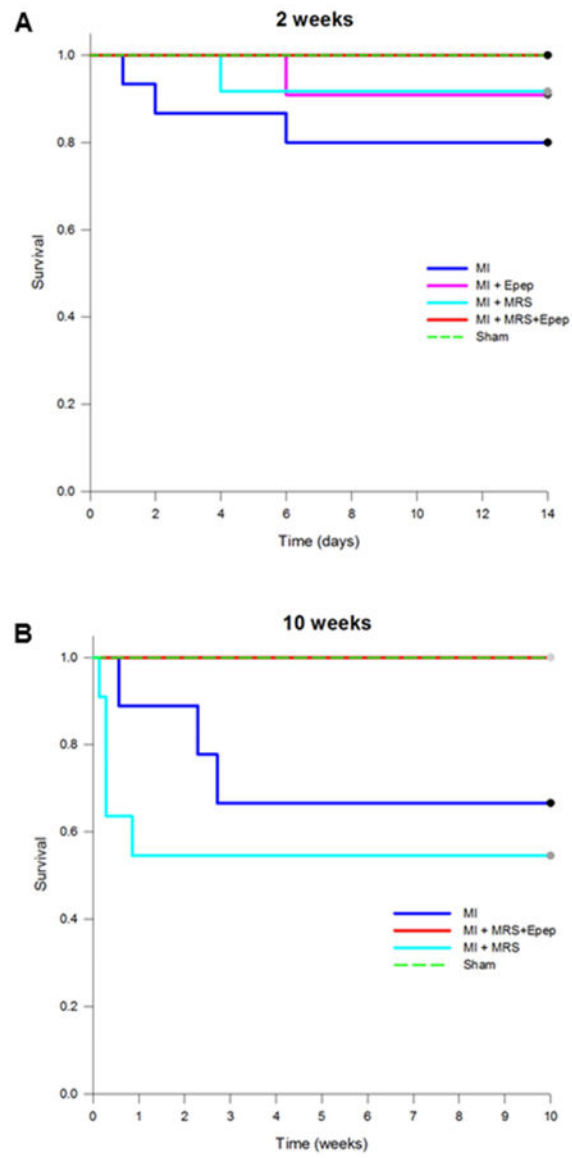 A
2 weeks
1.0
0.8
0.6
0.4
0.2
0.0
Survival
MI
MI + Epep
MI + MRS
MI + MRS+Epep
Sham
0 2 4 6 8 10 12 14
Time (days)
B
10 weeks
1.0
0.8
0.6
0.4
0.2
0.0
Survival
MI
MI + MRS+Epep
MI + MRS
Sham
0 1 2 3 4 5 6 7 8 9 10
Time (weeks)